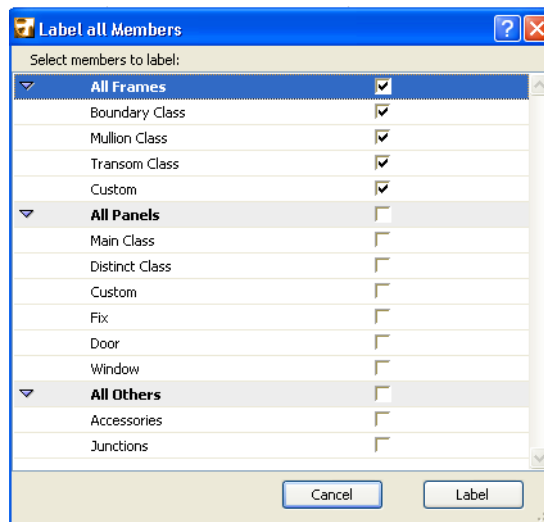 Label all Members
Select members to label:
All Frames
Boundary Class
Mullion Class
Transom Class
Custom
All Panels
Main Class
Distinct Class
Custom
Fix
Door
Window
All Others
Accessories
Junctions
Cancel Label